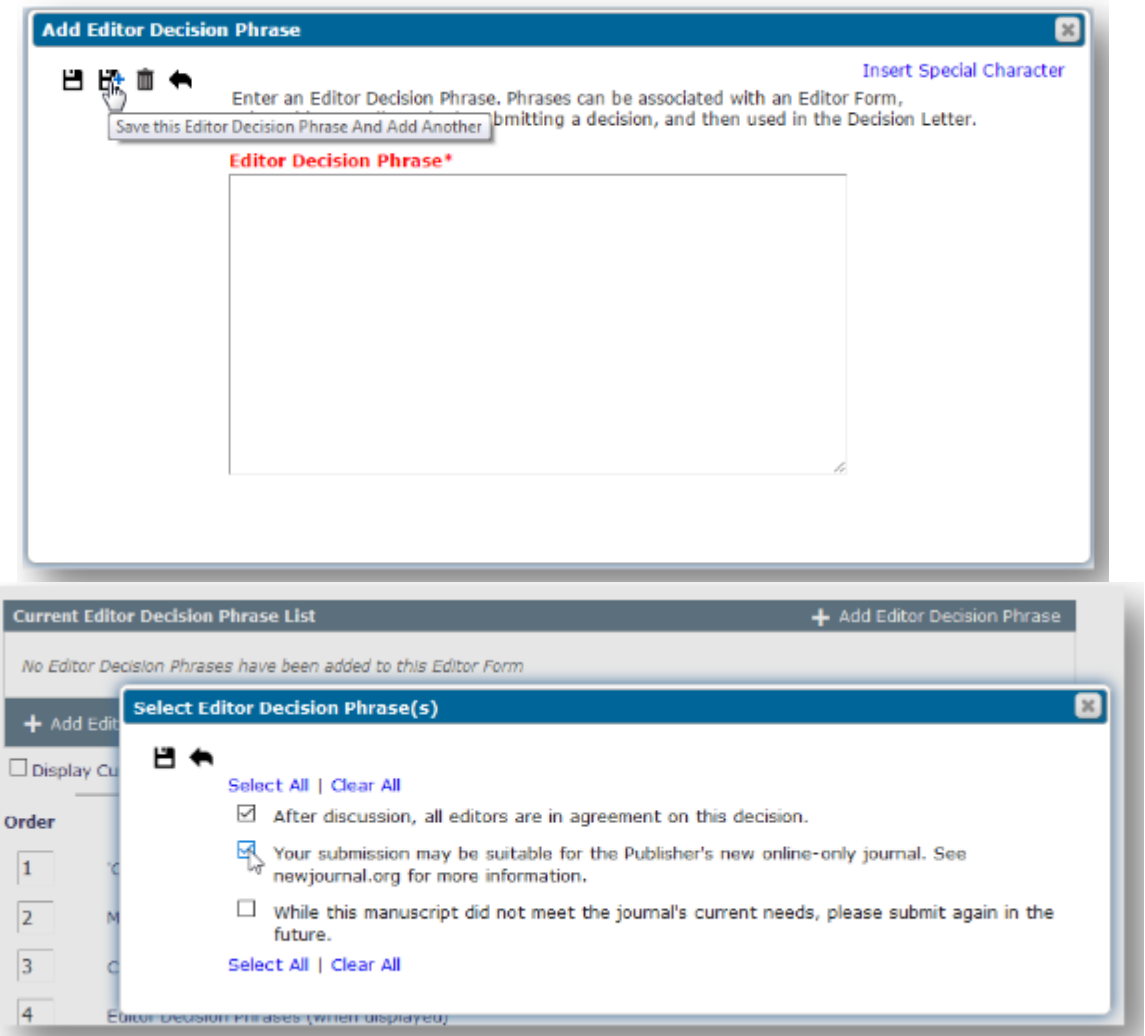 Add Editor Decision Phrase
Insert Special Character
Enter an Editor Decision Phrase. Phrases can be associated with an Editor Form,
submitting a decision, and then used in the Decision Letter.
Save this Editor Decision Phrase And Add Another
Editor Decision Phrase*
Current Editor Decision Phrase List
+ Add Editor Decision Phrase
No Editor Decision Phrases have been added to this Editor Form
+ Add Edit
Select Editor Decision Phrase(s)
Display Cu
Select All | Clear All
After discussion, all editors are in agreement on this decision.
Your submission may be suitable for the Publisher's new online-only journal. See
newjournal.org for more information.
While this manuscript did not meet the journal's current needs, please submit again in the
future.
Select All | Clear All
Order
1
2
M
3
C
4
Editor Decision Phrases (when displayed)